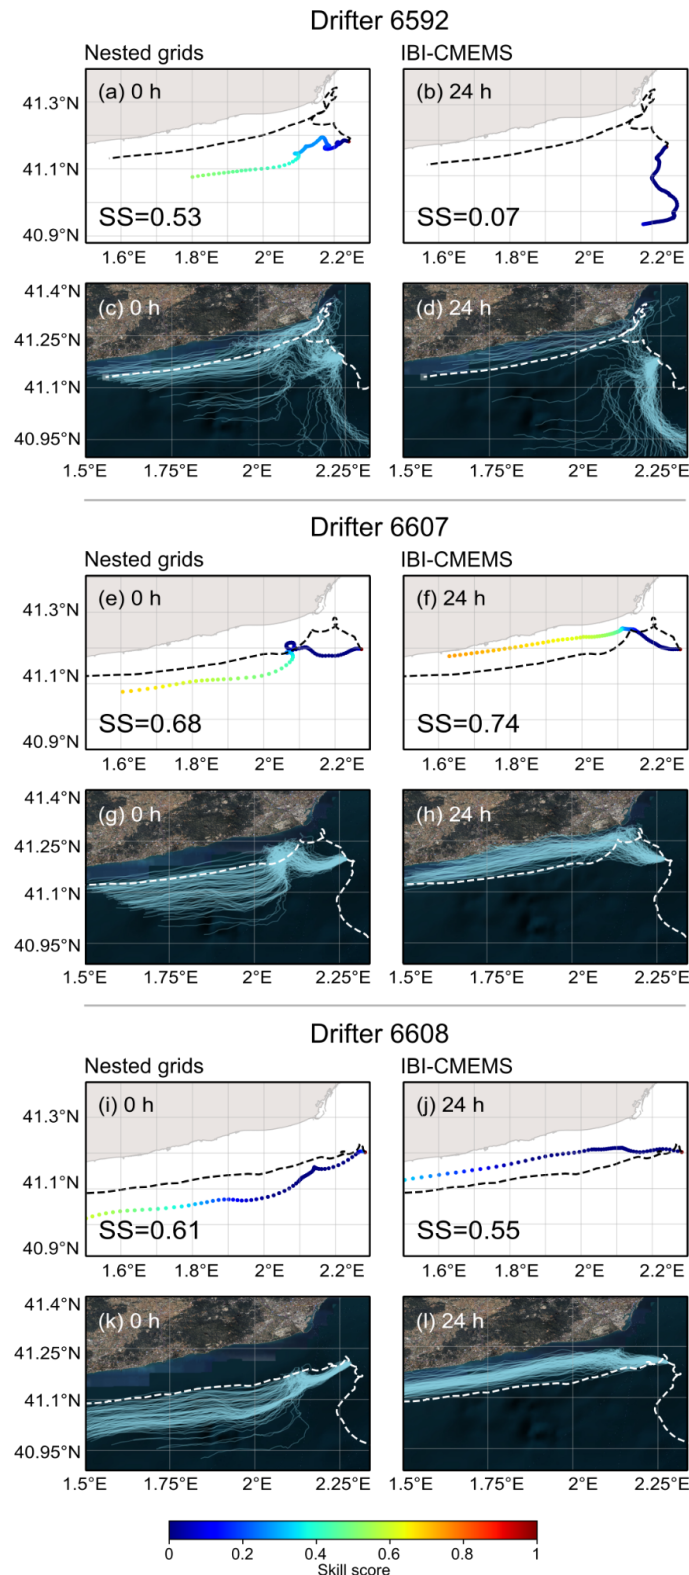 Drifter 6592
Nested grids IBI-CMEMS
(a) 0 h (b) 24 h
41.3°N
41.1°N
40.9°N
SS=0.53 SS=0.07
1.6°E 1.8°E 2°E 2.2°E 1.6°E 1.8°E 2°E 2.2°E
(c) 0 h (d) 24 h
41.4°N
41.25°N
41.1°N
40.95°N
1.5°E 1.75°E 2°E 2.25°E 1.5°E 1.75°E 2°E 2.25°E
Drifter 6607
Nested grids IBI-CMEMS
(e) 0 h (f) 24 h
41.3°N
41.1°N
40.9°N
SS=0.68 SS=0.74
1.6°E 1.8°E 2°E 2.2°E 1.6°E 1.8°E 2°E 2.2°E
(g) 0 h (h) 24 h
41.4°N
41.25°N
41.1°N
40.95°N
1.5°E 1.75°E 2°E 2.25°E 1.5°E 1.75°E 2°E 2.25°E
Drifter 6608
Nested grids IBI-CMEMS
(i) 0 h (j) 24 h
41.3°N
41.1°N
40.9°N
SS=0.61 SS=0.55
1.6°E 1.8°E 2°E 2.2°E 1.6°E 1.8°E 2°E 2.2°E
(k) 0 h (l) 24 h
41.4°N
41.25°N
41.1°N
40.95°N
1.5°E 1.75°E 2°E 2.25°E 1.5°E 1.75°E 2°E 2.25°E
0 0.2 0.4 0.6 0.8 1
Skill score